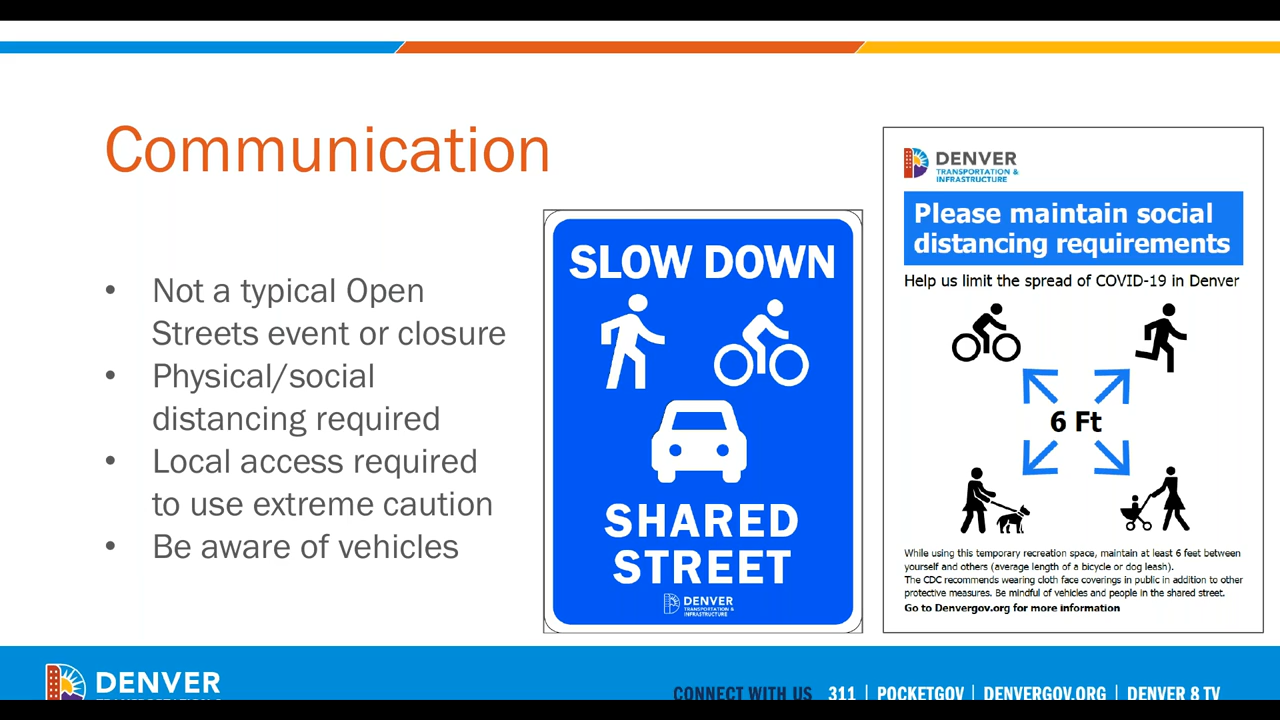 Communication
• Not a typical Open
Streets event or closure
• Physical/social
distancing required
• Local access required
to use extreme caution
• Be aware of vehicles
SLOW DOWN
SHARED
STREET
DENVER
TRANSPORTATION &
INFRASTRUCTURE
DENVER
TRANSPORTATION &
INFRASTRUCTURE
Please maintain social
distancing requirements
Help us limit the spread of COVID-19 in Denver
6 Ft
While using this temporary recreation space, maintain at least 6 feet between
yourself and others (average length of a bicycle or dog leash).
The CDC recommends wearing cloth face coverings in public in addition to other
protective measures. Be mindful of vehicles and people in the shared street.
Go to Denvergov.org for more information
DENVER
CONNECT WITH US 311 | POCKETGOV | DENVERGOV.ORG | DENVER 8 TV